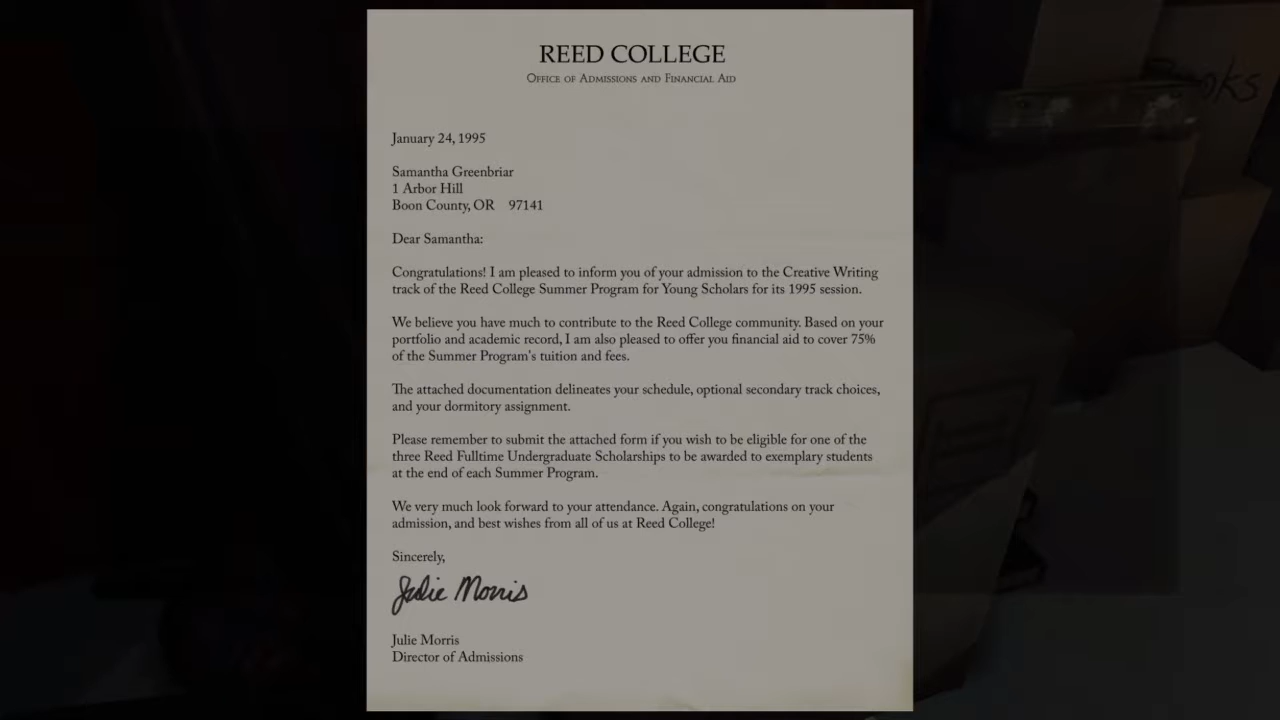 REED COLLEGE
Office of Admissions and Financial Aid
January 24, 1995
Samantha Greenbriar
1 Arbor Hill
Boon County, OR 97141
Dear Samantha:
Congratulations! I am pleased to inform you of your admission to the Creative Writing
track of the Reed College Summer Program for Young Scholars for its 1995 session.
We believe you have much to contribute to the Reed College community. Based on your
portfolio and academic record, I am also pleased to offer you financial aid to cover 75%
of the Summer Program's tuition and fees.
The attached documentation delineates your schedule, optional secondary track choices,
and your dormitory assignment.
Please remember to submit the attached form if you wish to be eligible for one of the
three Reed Fulltime Undergraduate Scholarships to be awarded to exemplary students
at the end of each Summer Program.
We very much look forward to your attendance. Again, congratulations on your
admission, and best wishes from all of us at Reed College!
Sincerely,
Julie Morris
Julie Morris
Director of Admissions